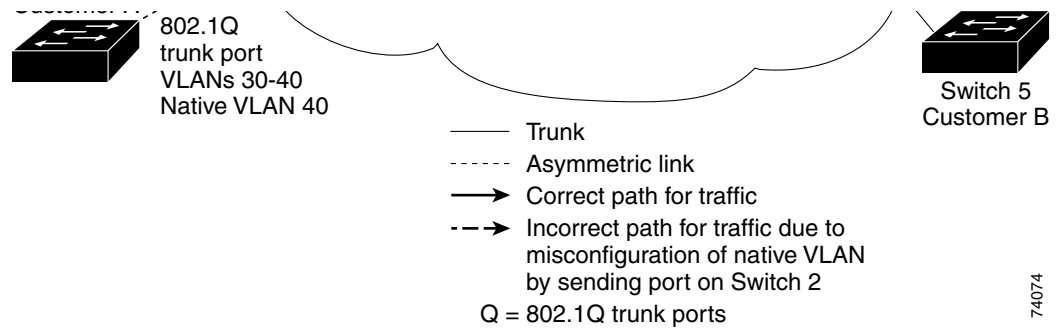 802.1Q
trunk port
VLANs 30-40
Native VLAN 40
Switch 5
Customer B
Trunk
Asymmetric link
Correct path for traffic
Incorrect path for traffic due to
misconfiguration of native VLAN
by sending port on Switch 2
Q = 802.1Q trunk ports
74074